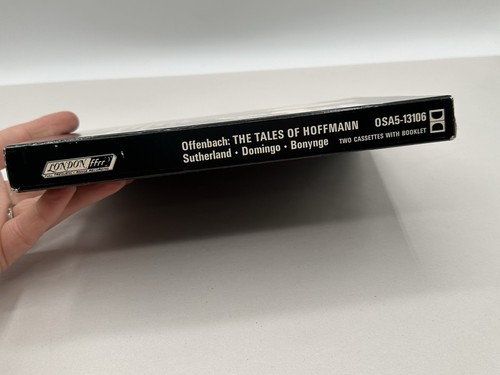 LONDON ffrr
Offenbach: THE TALES OF HOFFMANN OSA5-13106
Sutherland · Domingo · Bonynge TWO CASSETTES WITH BOOKLET